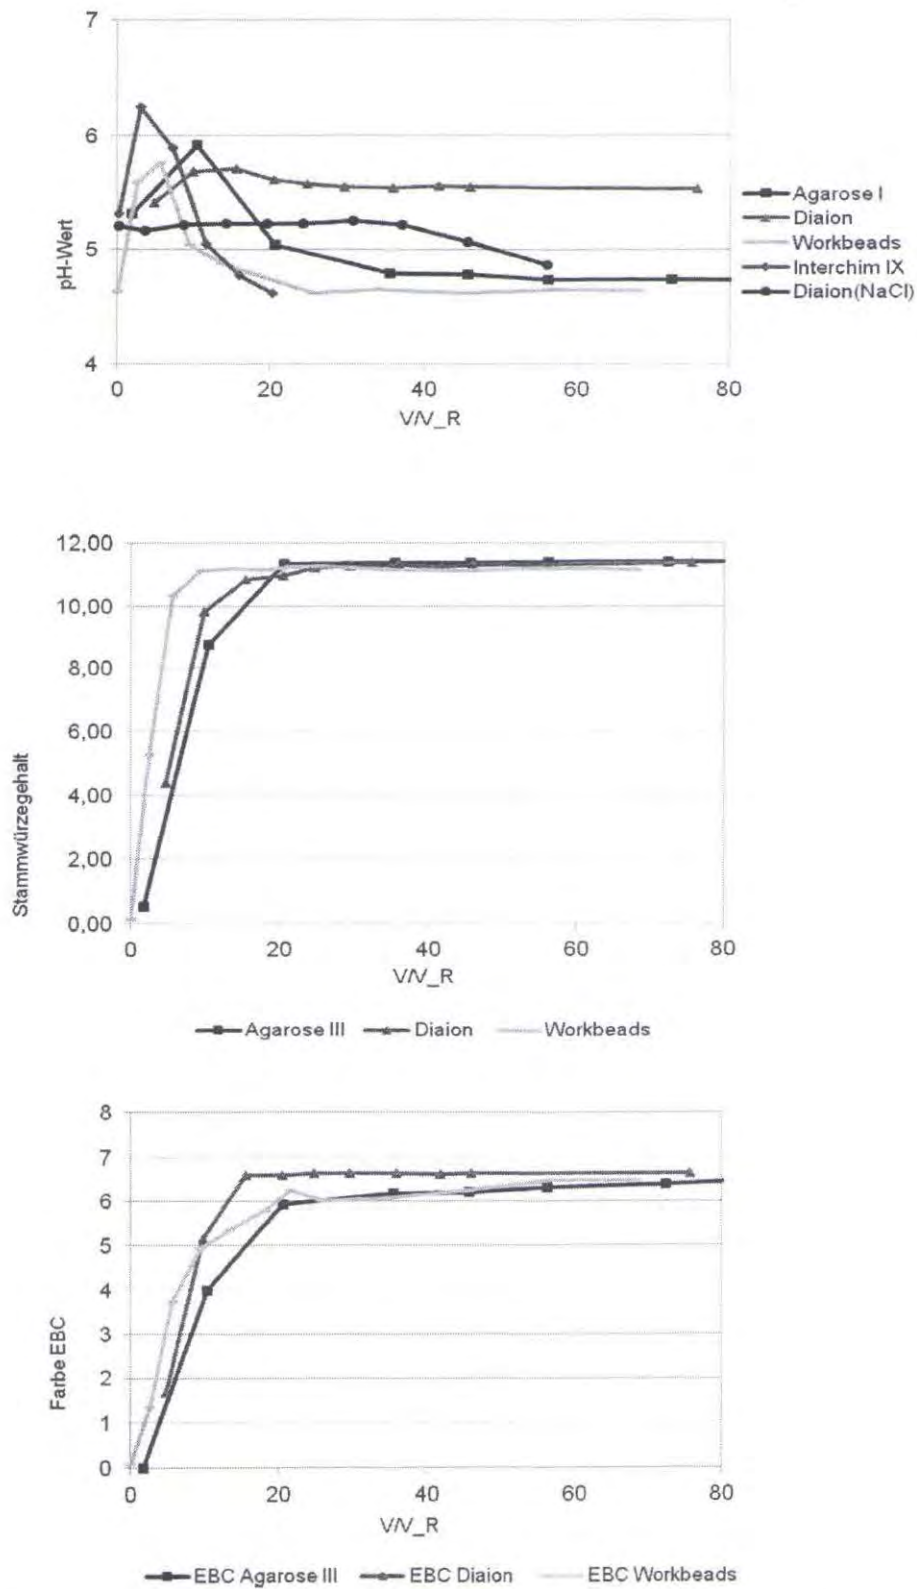 7
6
5
4
pH-Wert
0 20 40 60 80
V/V_R
Agarose I
Diaion
Workbeads
Interchim IX
Diaion(NaCl)
12,00
10,00
8,00
6,00
4,00
2,00
0,00
Stammwürzegehalt
0 20 40 60 80
V/V_R
Agarose III Diaion Workbeads
8
7
6
5
4
3
2
1
0
Farbe EBC
0 20 40 60 80
V/V_R
EBC Agarose III EBC Diaion EBC Workbeads